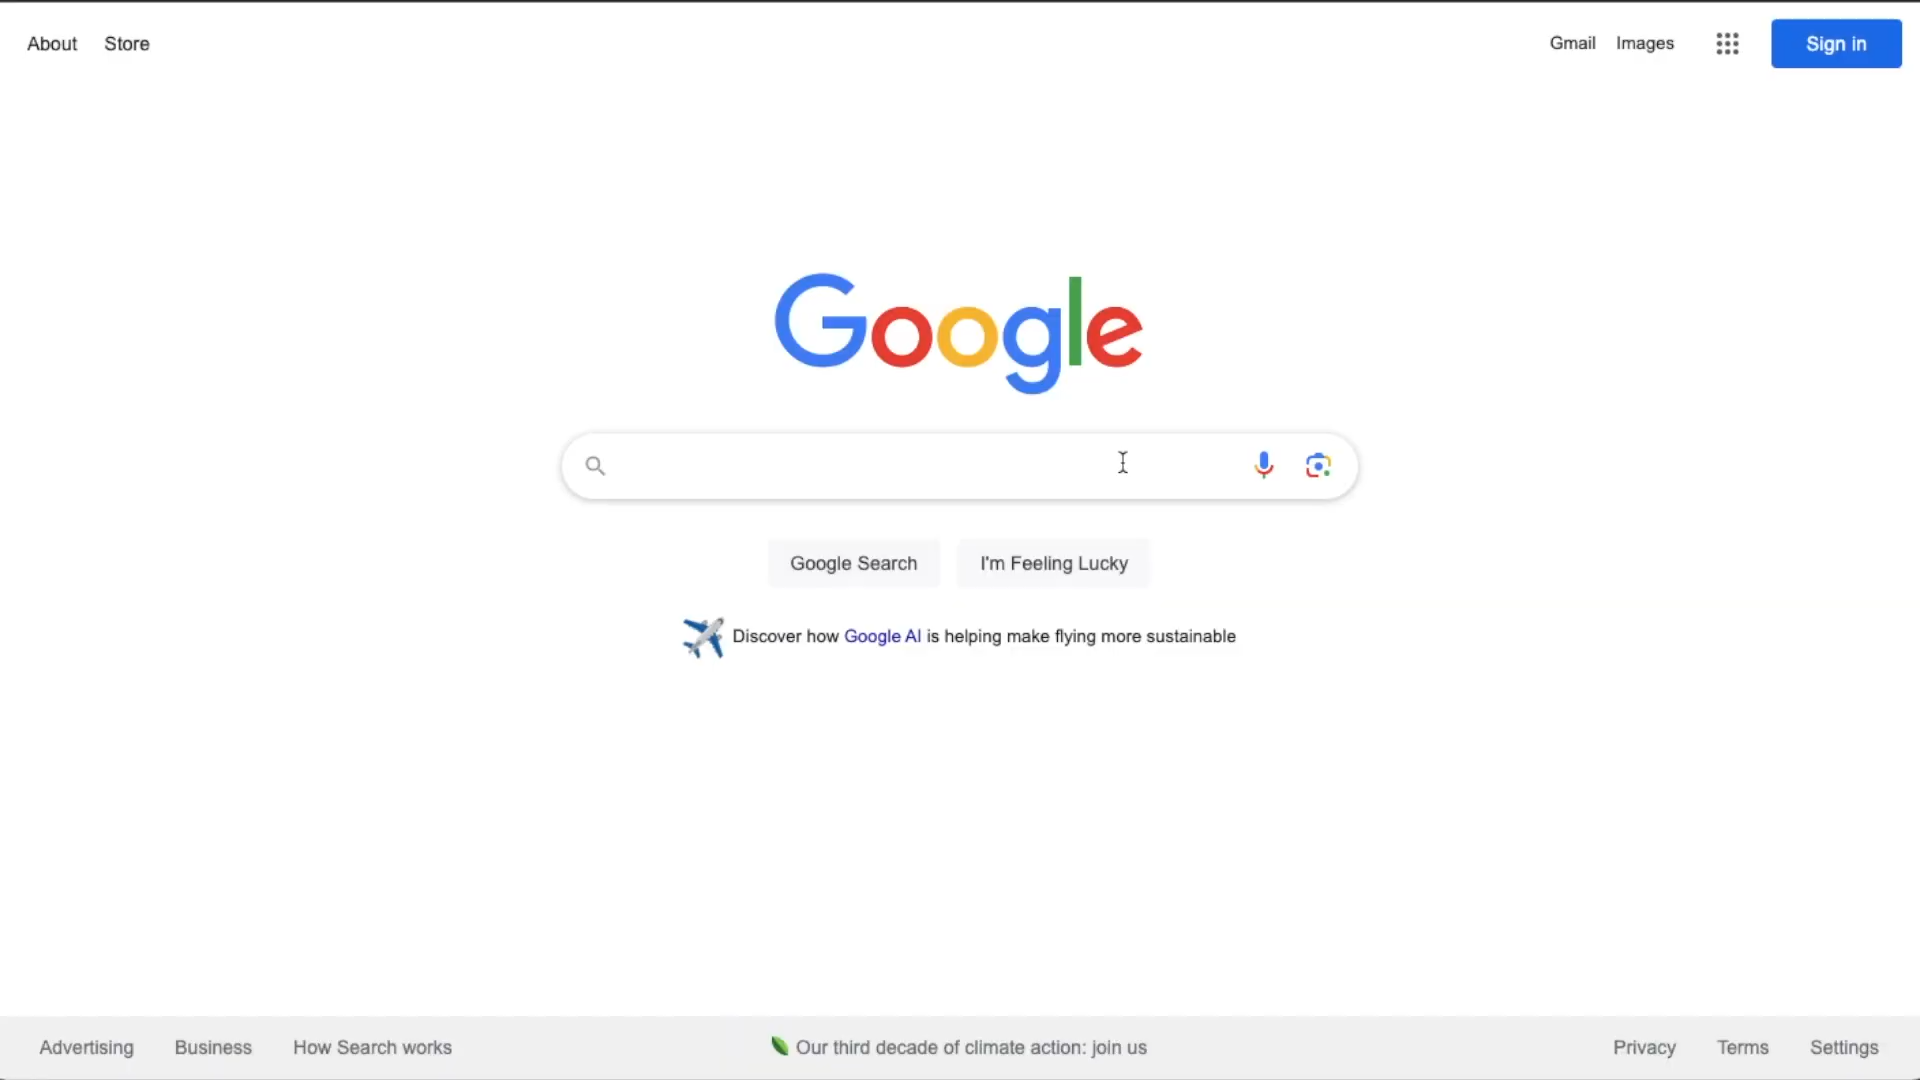 About Store
Gmail Images Sign in
Google
Google Search I'm Feeling Lucky
Discover how Google AI is helping make flying more sustainable
Advertising Business How Search works
Our third decade of climate action: join us
Privacy Terms Settings